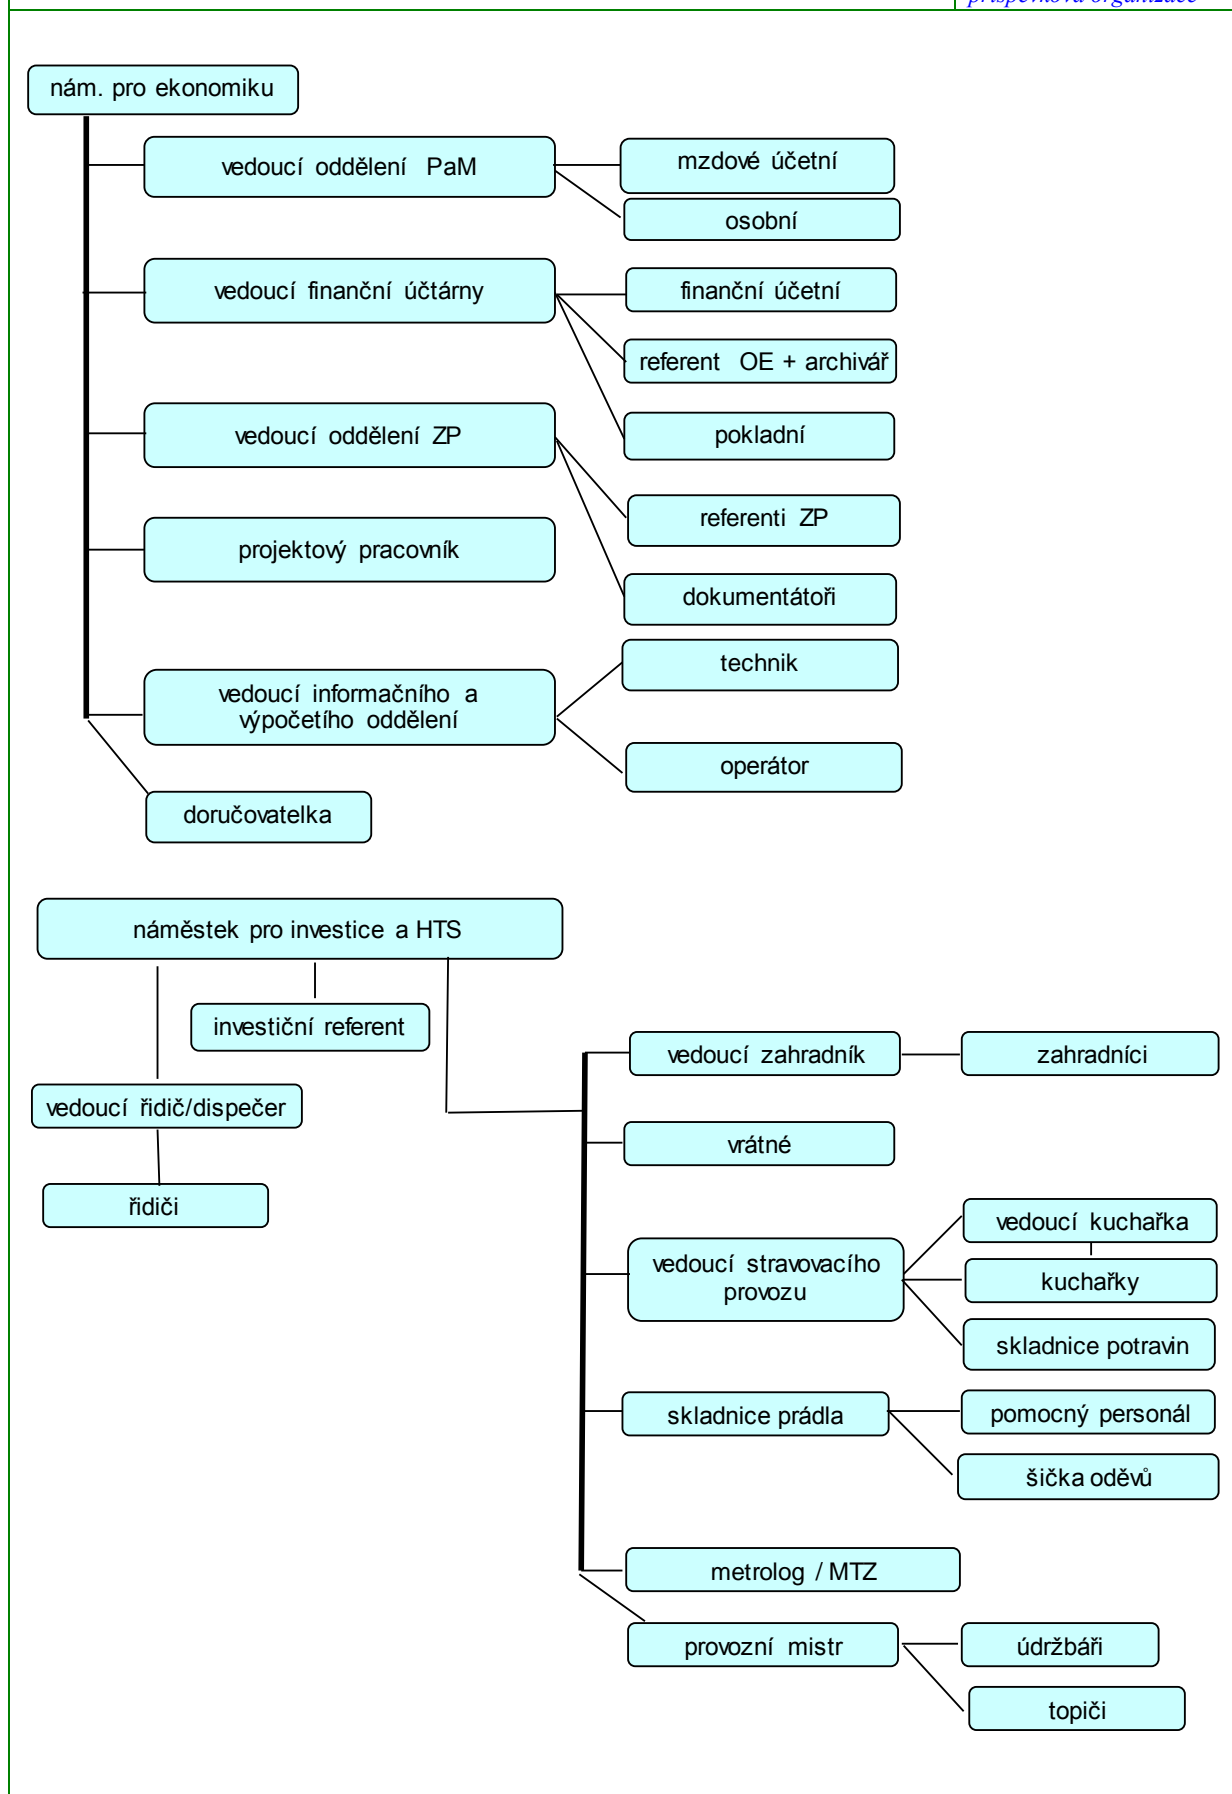 příspěvková organizace
nám. pro ekonomiku
vedoucí oddělení PaM
mzdové účetní
osobní
vedoucí finanční účtárny
finanční účetní
referent OE + archivář
vedoucí oddělení ZP
pokladní
referenti ZP
projektový pracovník
dokumentátoři
technik
vedoucí informačního a
výpočetího oddělení
operátor
doručovatelka
náměstek pro investice a HTS
investiční referent
vedoucí zahradník
zahradníci
vedoucí řidič/dispečer
vrátné
řidiči
vedoucí kuchařka
vedoucí stravovacího
provozu
kuchařky
skladnice potravin
skladnice prádla
pomocný personál
šička oděvů
metrolog / MTZ
provozní mistr
údržbáři
topiči